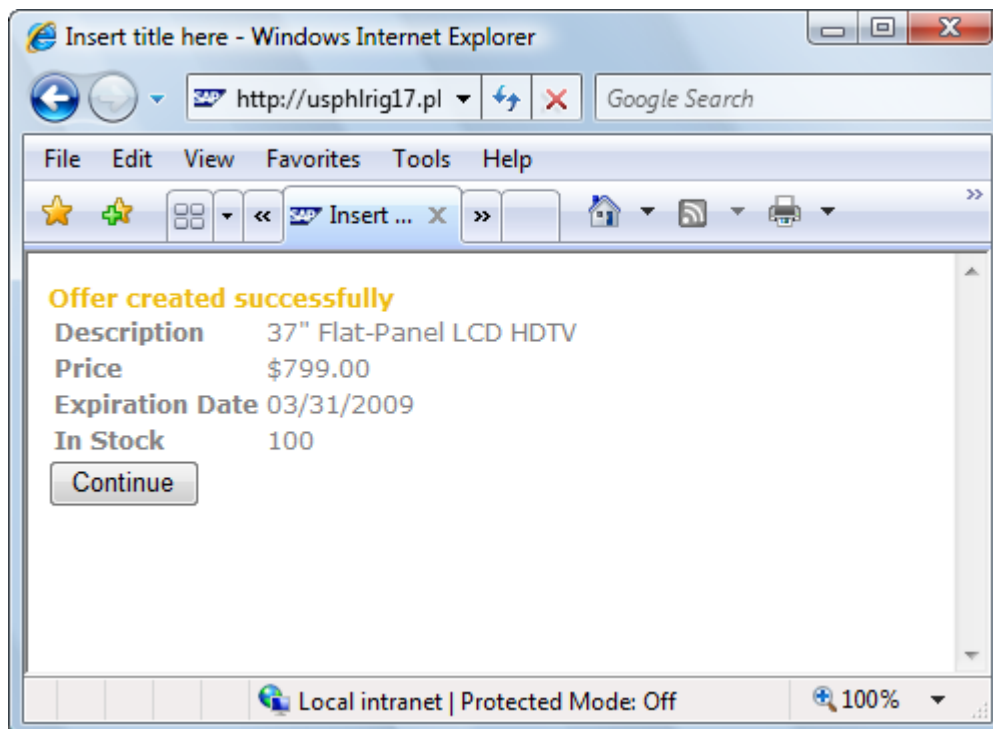 Insert title here - Windows Internet Explorer
SAP http://usphlrig17.pl Google Search
File Edit View Favorites Tools Help
« SAP Insert ... X » »
Offer created successfully
Description 37" Flat-Panel LCD HDTV
Price $799.00
Expiration Date 03/31/2009
In Stock 100
Continue
Local intranet | Protected Mode: Off 100%